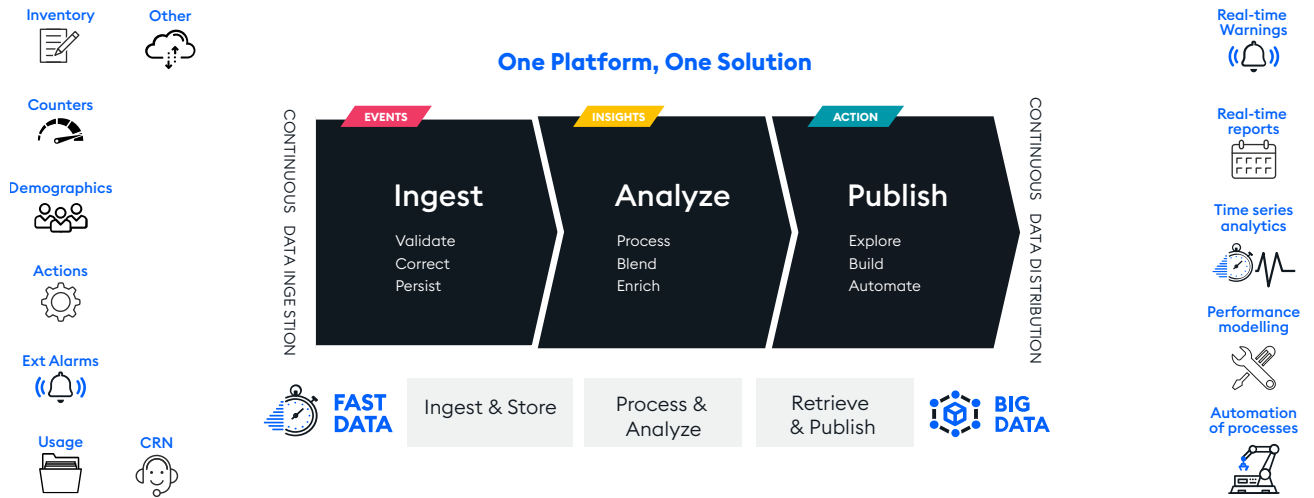 Inventory
Other
Counters
Demographics
Actions
Ext Alarms
Usage
CRN
One Platform, One Solution
CONTINUOUS DATA INGESTION
EVENTS
Ingest
Validate
Correct
Persist
INSIGHTS
Analyze
Process
Blend
Enrich
ACTION
Publish
Explore
Build
Automate
CONTINUOUS DATA DISTRIBUTION
FAST
DATA
Ingest & Store
Process &
Analyze
Retrieve
& Publish
BIG
DATA
Real-time
Warnings
Real-time
reports
Time series
analytics
Performance
modelling
Automation
of processes